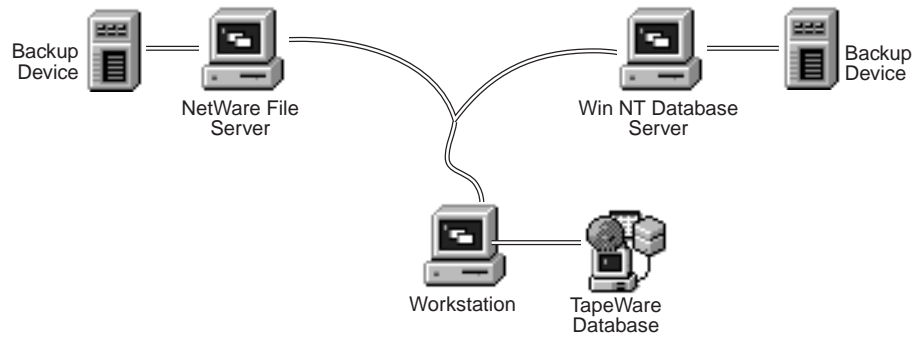 Backup
Device
NetWare File
Server
Win NT Database
Server
Backup
Device
Workstation
TapeWare
Database